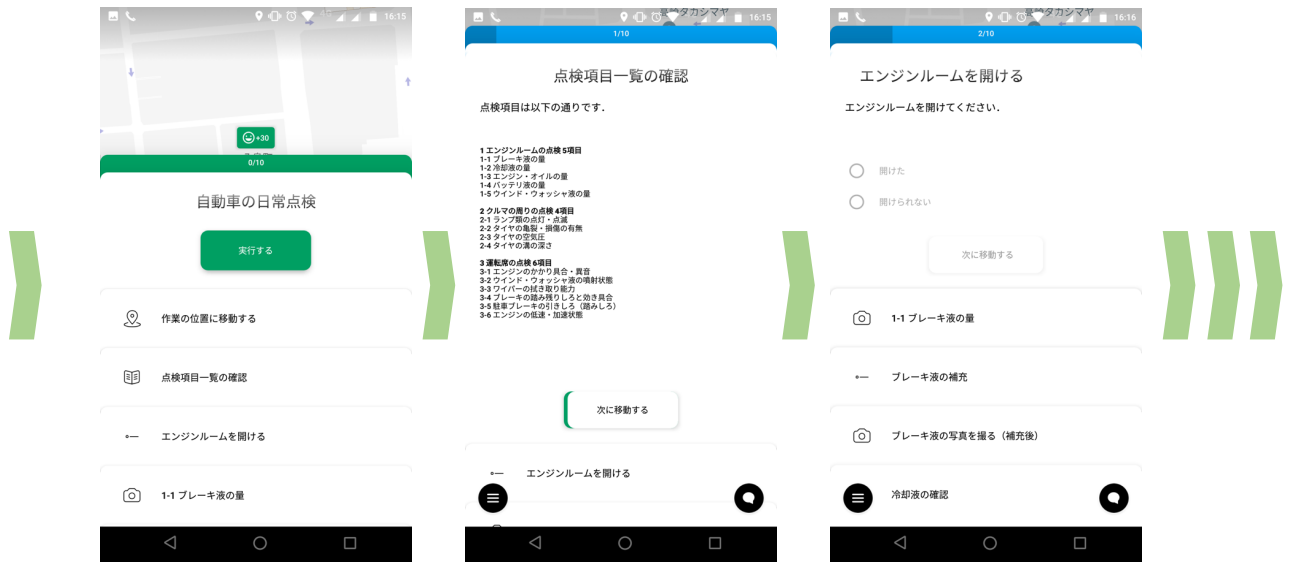 16:15
+30
0/10
自動車の日常点検
実行する
作業の位置に移動する
点検項目一覧の確認
エンジンルームを開ける
1-1 ブレーキ液の量
タカシマヤ
16:15
1/10
点検項目一覧の確認
点検項目は以下の通りです．
1 エンジンルームの点検 5項目
1-1 ブレーキ液の量
1-2 冷却液の量
1-3 エンジン・オイルの量
1-4 バッテリ液の量
1-5 ウインド・ウォッシャ液の量
2 クルマの周りの点検 4項目
2-1 ランプ類の点灯・点滅
2-2 タイヤの亀裂・損傷の有無
2-3 タイヤの空気圧
2-4 タイヤの溝の深さ
3 運転席の点検 6項目
3-1 エンジンのかかり具合・異音
3-2 ウインド・ウォッシャ液の噴射状態
3-3 ワイパーの拭き取り能力
3-4 ブレーキの踏み残りしろと効き具合
3-5 駐車ブレーキの引きしろ（踏みしろ）
3-6 エンジンの低速・加速状態
次に移動する
エンジンルームを開ける
タカシマヤ
16:16
2/10
エンジンルームを開ける
エンジンルームを開けてください．
開けた
開けられない
次に移動する
1-1 ブレーキ液の量
ブレーキ液の補充
ブレーキ液の写真を撮る（補充後）
冷却液の確認